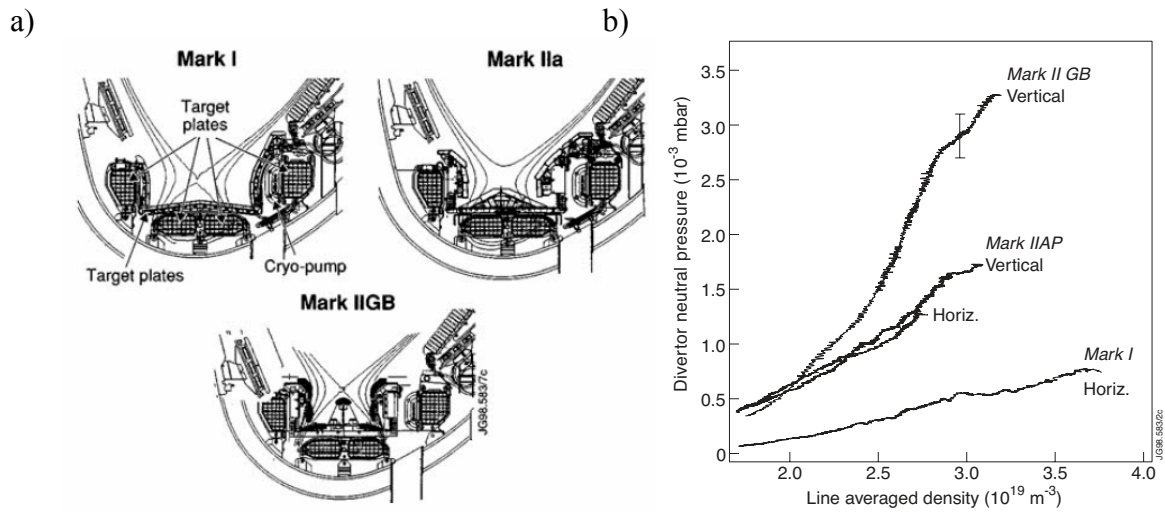 a)
Mark I
Mark IIa
Target
plates
Target plates
Cryo-pump
Mark IIGB
JG98.583/7c
b)
3.5
3.0
2.5
2.0
1.5
1.0
0.5
0
Divertor neutral pressure (10⁻³ mbar)
Mark II GB
Vertical
Mark IIAP
Vertical
Horiz.
Mark I
Horiz.
2.0
2.5
3.0
3.5
4.0
Line averaged density (10¹⁹ m⁻³)
JG98.583/2c